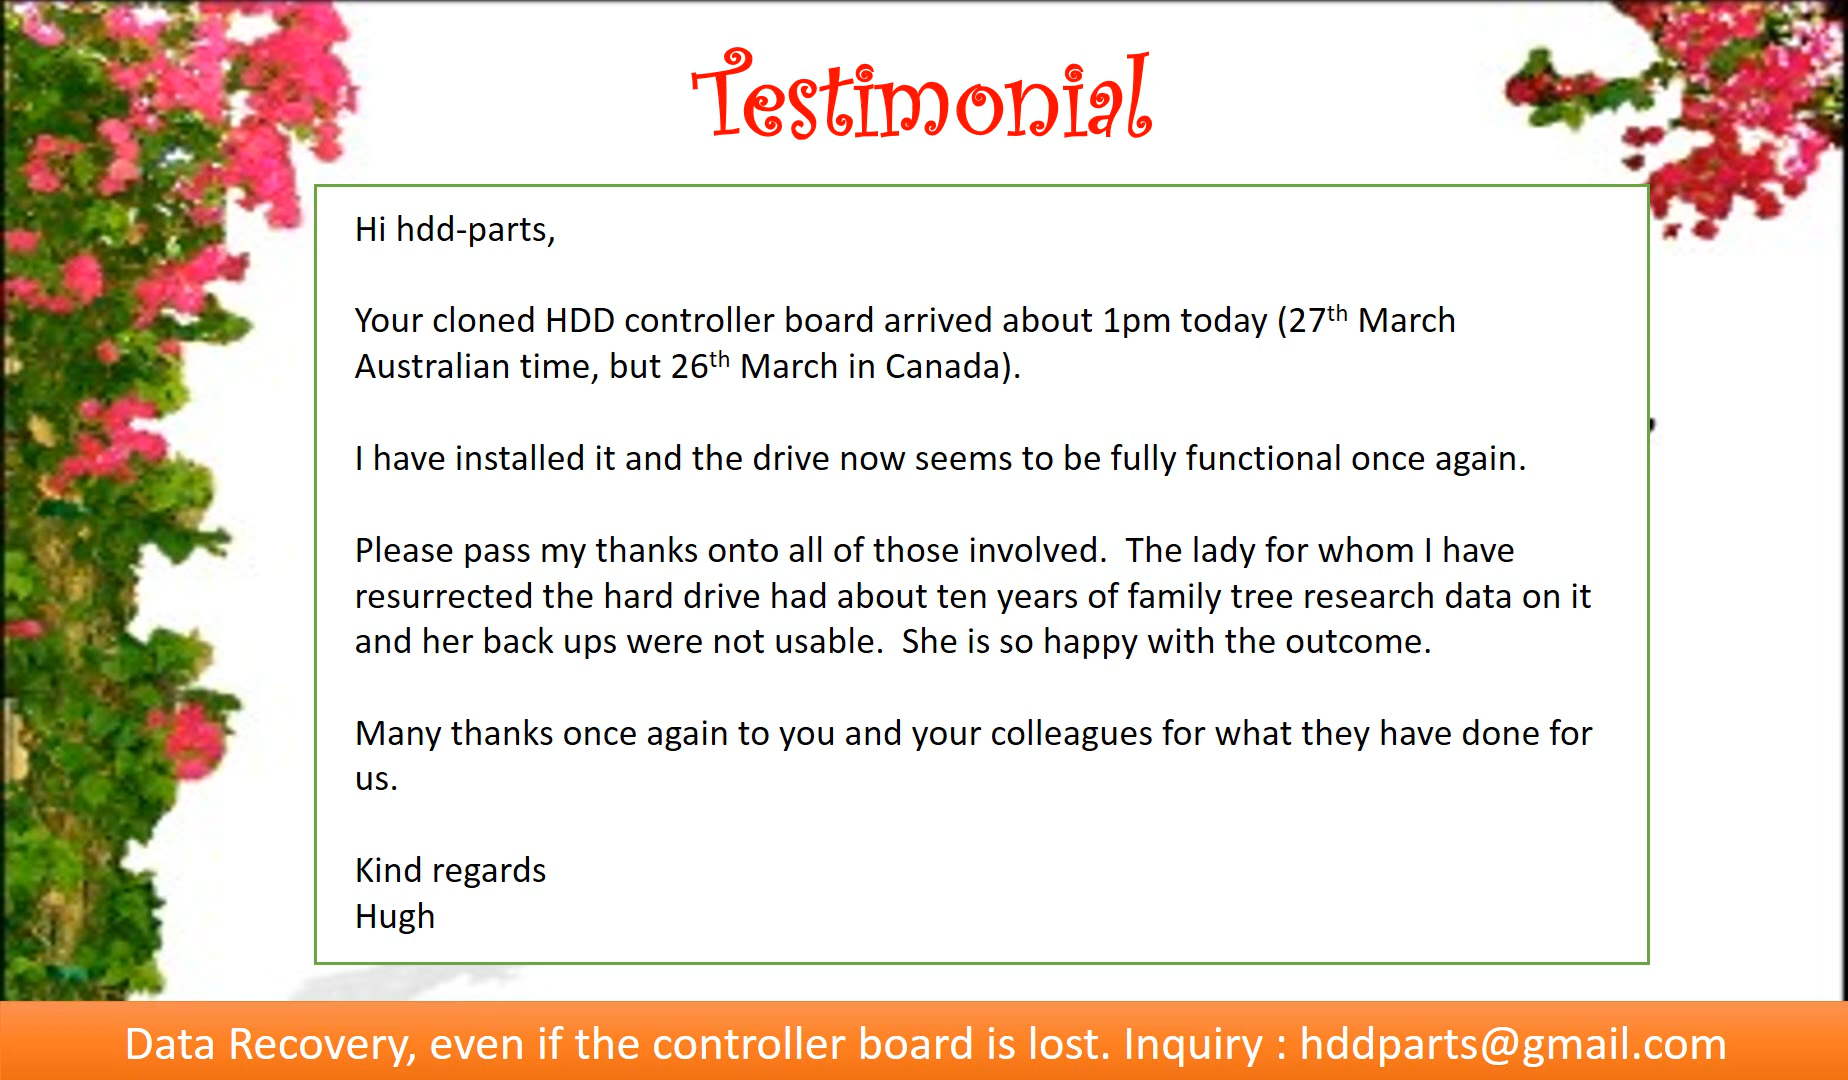 Testimonial
Hi hdd-parts,
Your cloned HDD controller board arrived about 1pm today (27th March
Australian time, but 26th March in Canada).
I have installed it and the drive now seems to be fully functional once again.
Please pass my thanks onto all of those involved.  The lady for whom I have
resurrected the hard drive had about ten years of family tree research data on it
and her back ups were not usable.  She is so happy with the outcome.
Many thanks once again to you and your colleagues for what they have done for
us.
Kind regards
Hugh
Data Recovery, even if the controller board is lost. Inquiry : hddparts@gmail.com